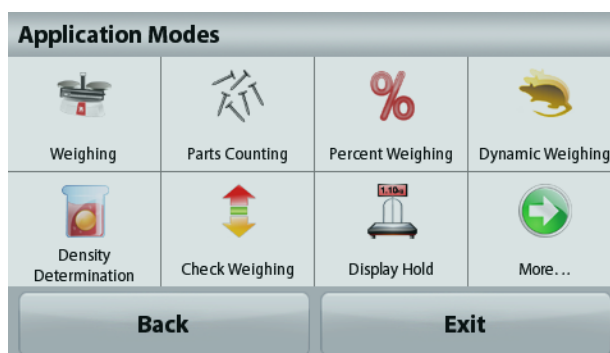 Application Modes
Weighing
Parts Counting
Percent Weighing
Dynamic Weighing
Density
Determination
Check Weighing
1.10kg
Display Hold
More...
Back
Exit